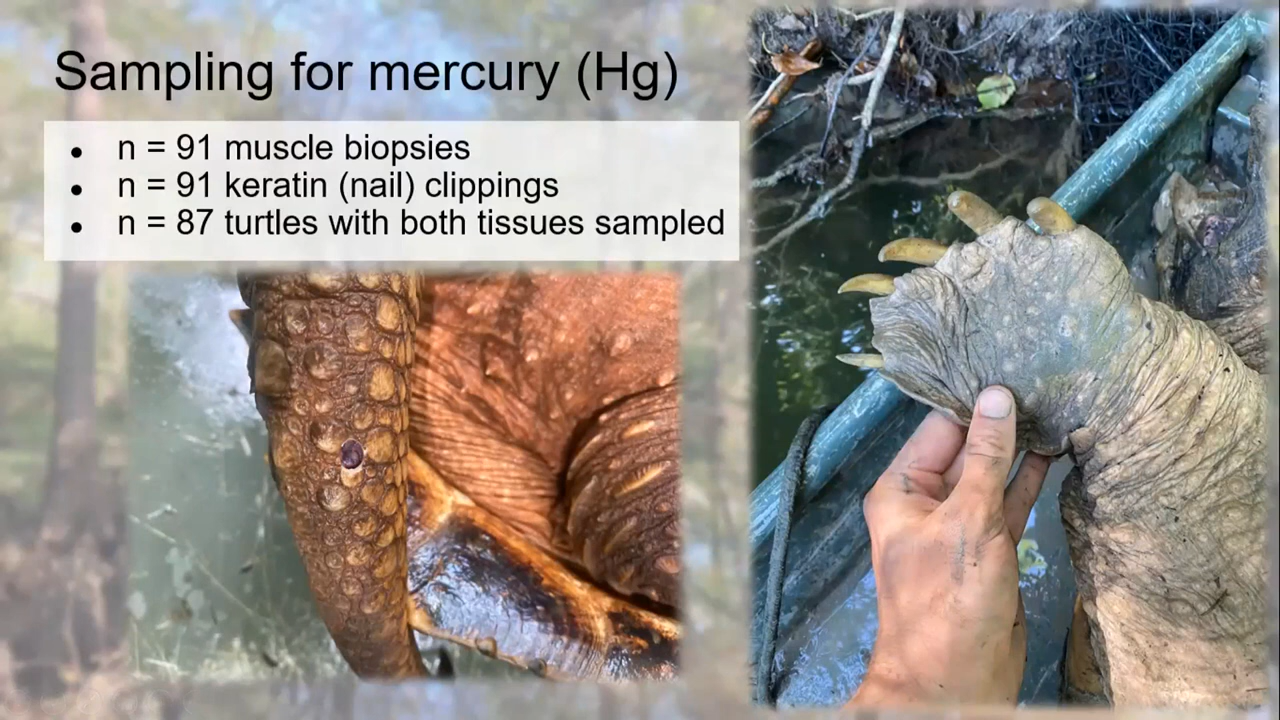 Sampling for mercury (Hg)
• n = 91 muscle biopsies
• n = 91 keratin (nail) clippings
• n = 87 turtles with both tissues sampled